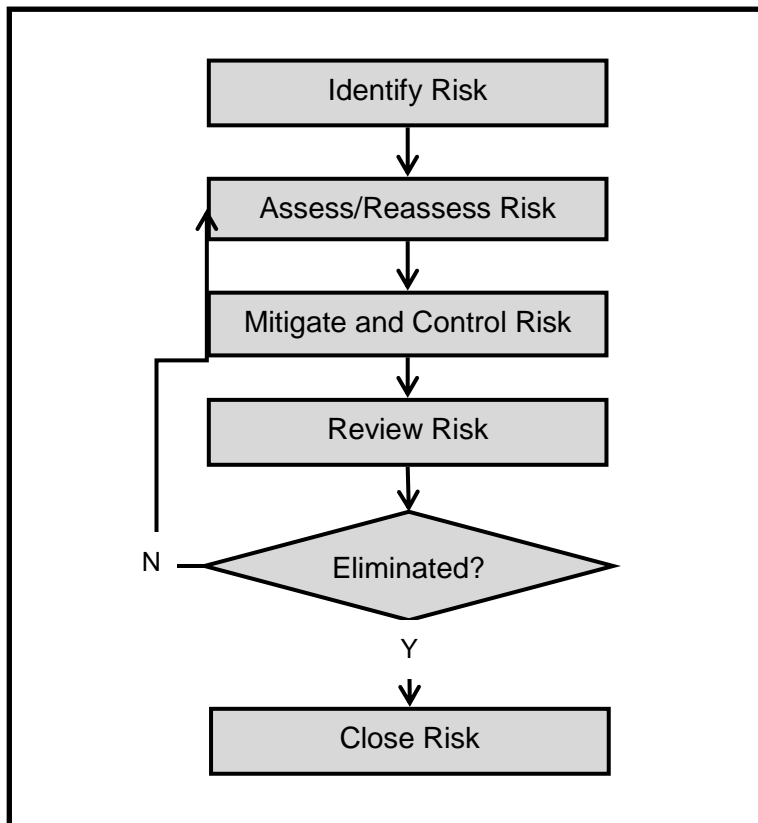 Identify Risk
Assess/Reassess Risk
Mitigate and Control Risk
Review Risk
Eliminated?
N
Y
Close Risk